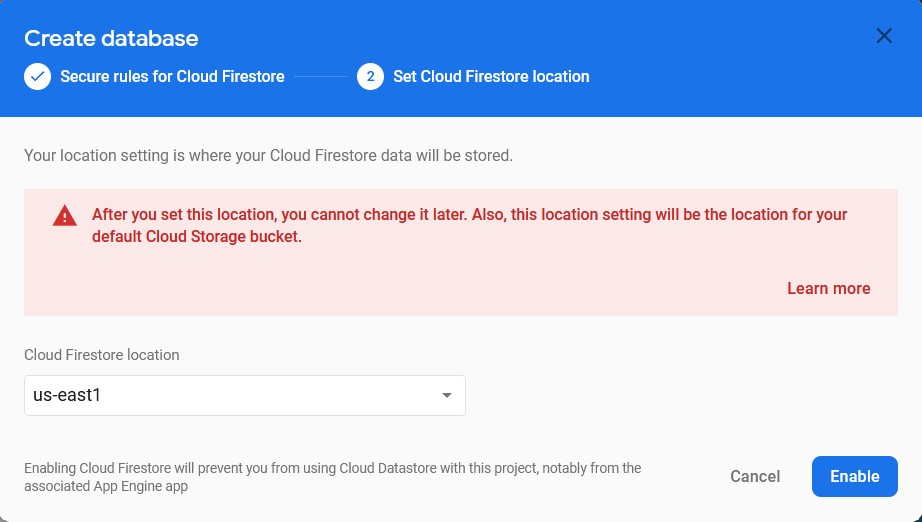 Create database
Secure rules for Cloud Firestore
2 Set Cloud Firestore location
Your location setting is where your Cloud Firestore data will be stored.
After you set this location, you cannot change it later. Also, this location setting will be the location for your
default Cloud Storage bucket.
Learn more
Cloud Firestore location
us-east1
Enabling Cloud Firestore will prevent you from using Cloud Datastore with this project, notably from the
associated App Engine app
Cancel
Enable